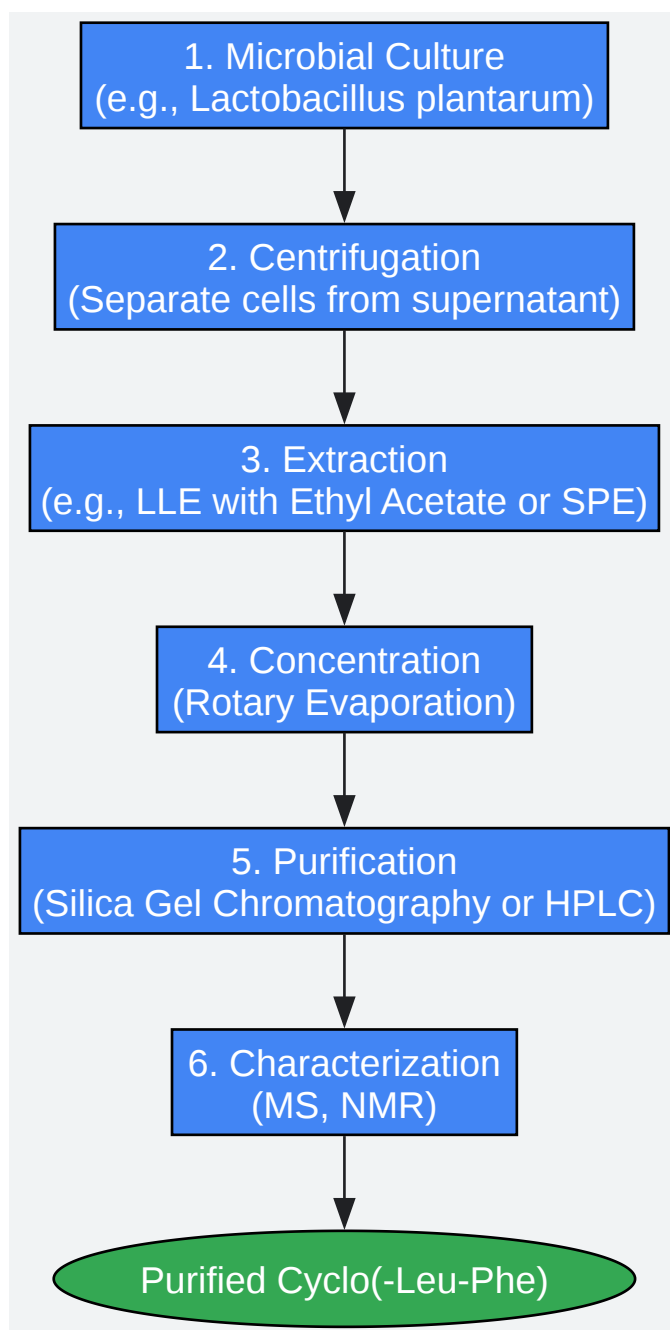 1. Microbial Culture
(e.g., Lactobacillus plantarum)
2. Centrifugation
(Separate cells from supernatant)
3. Extraction
(e.g., LLE with Ethyl Acetate or SPE)
4. Concentration
(Rotary Evaporation)
5. Purification
(Silica Gel Chromatography or HPLC)
6. Characterization
(MS, NMR)
Purified Cyclo(-Leu-Phe)